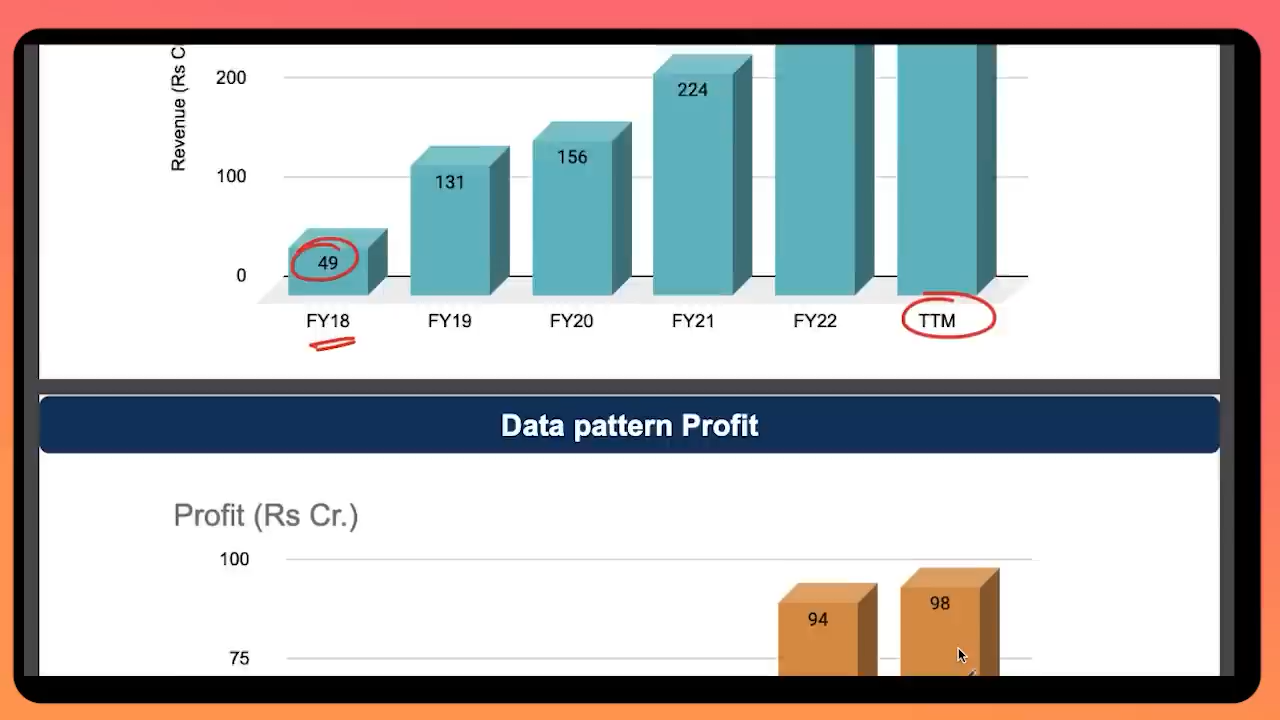 Revenue (Rs C
200
100
0
224
156
131
49
FY18
FY19
FY20
FY21
FY22
TTM
Data pattern Profit
Profit (Rs Cr.)
100
75
94
98